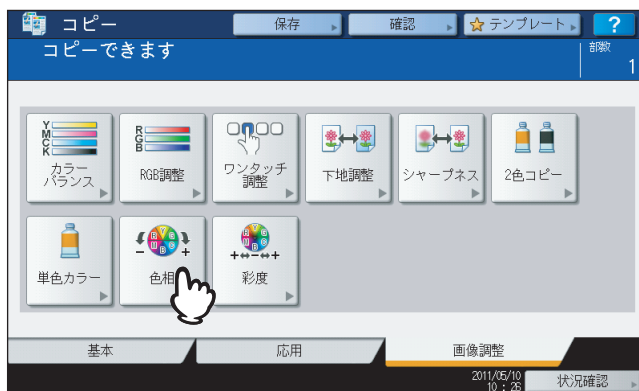 コピー
保存
確認
テンプレート
?
コピーできます
部数
1
Y
M
C
K
カラー
バランス
R
G
B
RGB調整
ワンタッチ
調整
下地調整
シャープネス
2色コピー
単色カラー
色相
彩度
基本
応用
画像調整
2011/05/10
10:26
状況確認